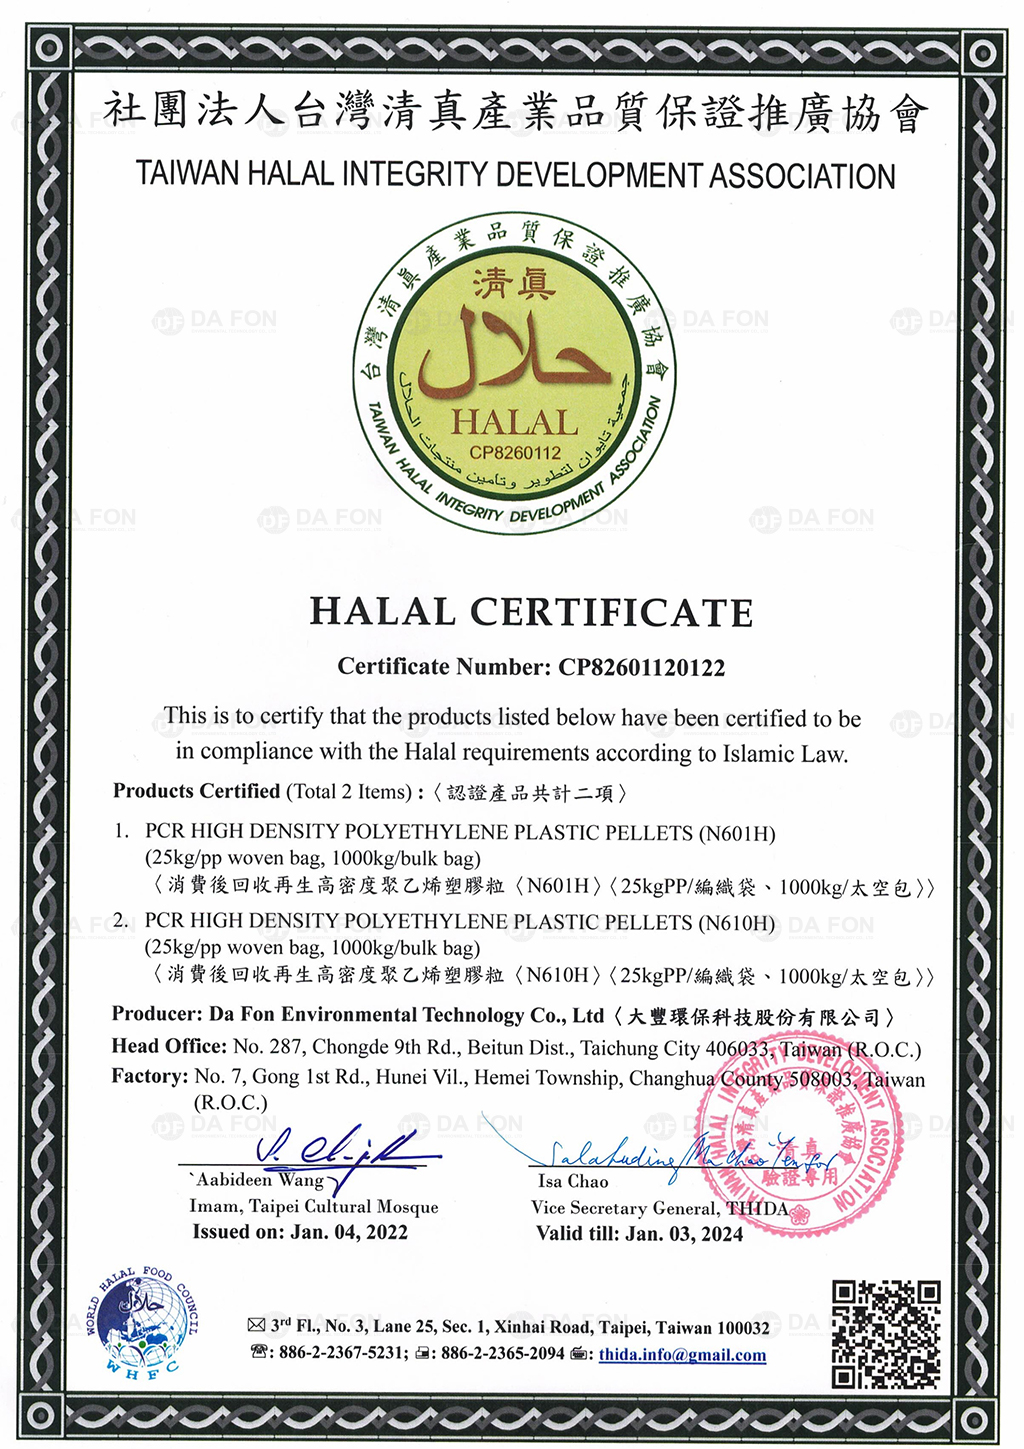 社團法人台灣清真產業品質保證推廣協會
TAIWAN HALAL INTEGRITY DEVELOPMENT ASSOCIATION
台灣清真產業品質保證推廣協會
清真
حلال
HALAL
CP8260112
جمعية تايوان لتطوير وتامين منتجات الحلال
TAIWAN HALAL INTEGRITY DEVELOPMENT ASSOCIATION
HALAL CERTIFICATE
Certificate Number: CP82601120122
This is to certify that the products listed below have been certified to be
in compliance with the Halal requirements according to Islamic Law.
Products Certified (Total 2 Items) :〈認證產品共計二項〉
1. PCR HIGH DENSITY POLYETHYLENE PLASTIC PELLETS (N601H)
(25kg/pp woven bag, 1000kg/bulk bag)
〈消費後回收再生高密度聚乙烯塑膠粒〈N601H〉〈25kgPP/編織袋、1000kg/太空包〉〉
2. PCR HIGH DENSITY POLYETHYLENE PLASTIC PELLETS (N610H)
(25kg/pp woven bag, 1000kg/bulk bag)
〈消費後回收再生高密度聚乙烯塑膠粒〈N610H〉〈25kgPP/編織袋、1000kg/太空包〉〉
Producer: Da Fon Environmental Technology Co., Ltd〈大豐環保科技股份有限公司〉
Head Office: No. 287, Chongde 9th Rd., Beitun Dist., Taichung City 406033, Taiwan (R.O.C.)
Factory: No. 7, Gong 1st Rd., Hunei Vil., Hemei Township, Changhua County 508003, Taiwan
(R.O.C.)
TAIWAN HALAL INTEGRITY DEVELOPMENT ASSOCIATION
台灣清真產業品質保證推廣協會
清真
驗證專用
`Aabideen Wang
Isa Chao
Imam, Taipei Cultural Mosque
Vice Secretary General, THIDA
Issued on: Jan. 04, 2022
Valid till: Jan. 03, 2024
WORLD HALAL FOOD COUNCIL
حلال
WHFC
3rd Fl., No. 3, Lane 25, Sec. 1, Xinhai Road, Taipei, Taiwan 100032
: 886-2-2367-5231; : 886-2-2365-2094 : thida.info@gmail.com
DF DA FON